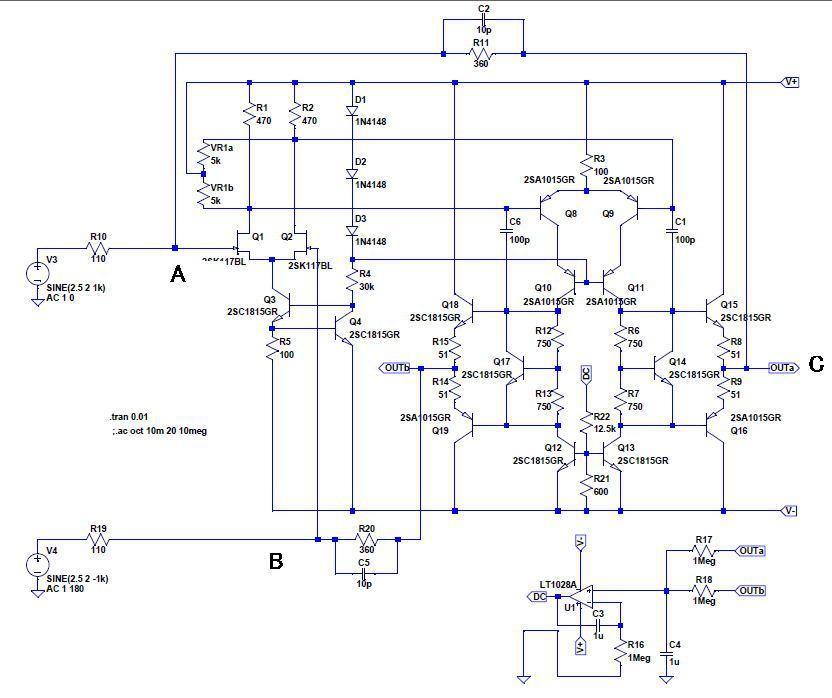 C2
10p
R11
360
V+
R1
470
R2
470
D1
1N4148
VR1a
5k
D2
1N4148
VR1b
5k
R3
100
2SA1015GR
2SA1015GR
Q8
Q9
C6
100p
C1
100p
D3
1N4148
R10
110
Q1
Q2
2SK117BL
2SK117BL
A
V3
SINE(2.5 2 1k)
AC 1 0
R4
30k
Q10
2SA1015GR
Q11
2SA1015GR
Q3
2SC1815GR
Q4
2SC1815GR
Q18
2SC1815GR
Q15
2SC1815GR
R5
100
R15
51
R12
750
R6
750
R8
51
Q17
2SC1815GR
Q14
2SC1815GR
OUTb
OUTa
C
DC
R14
51
R13
750
R7
750
R9
51
R22
12.5k
2SA1015GR
Q19
2SA1015GR
Q16
.tran 0.01
;.ac oct 10m 20 10meg
Q12
2SC1815GR
Q13
2SC1815GR
R21
600
V-
R19
110
R20
360
B
C5
10p
V4
SINE(2.5 2 -1k)
AC 1 180
V-
R17
1Meg
OUTa
LT1028A
R18
1Meg
OUTb
DC
U1
C3
1u
V+
R16
1Meg
C4
1u